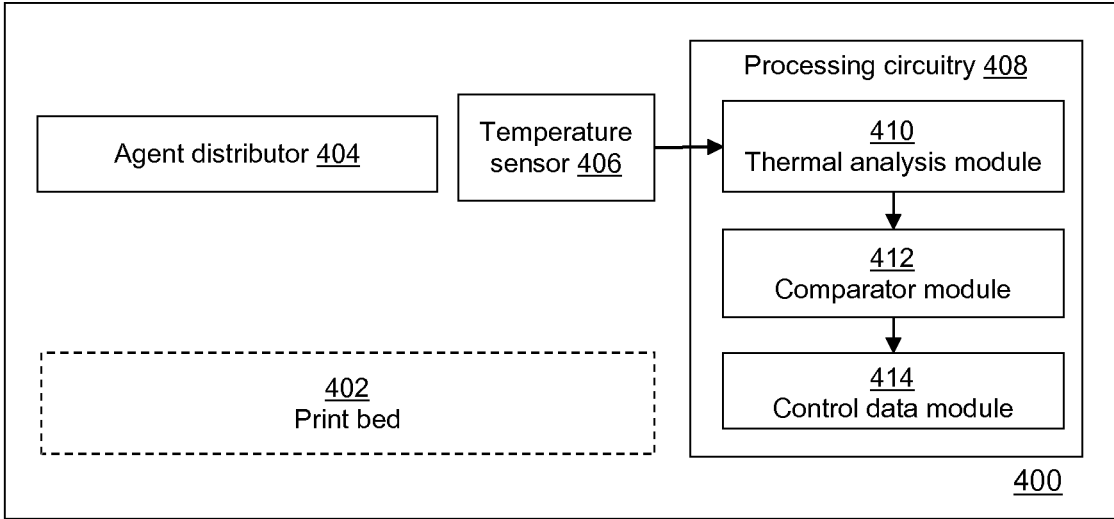 Processing circuitry 408
Agent distributor 404
Temperature
sensor 406
410
Thermal analysis module
412
Comparator module
402
Print bed
414
Control data module
400